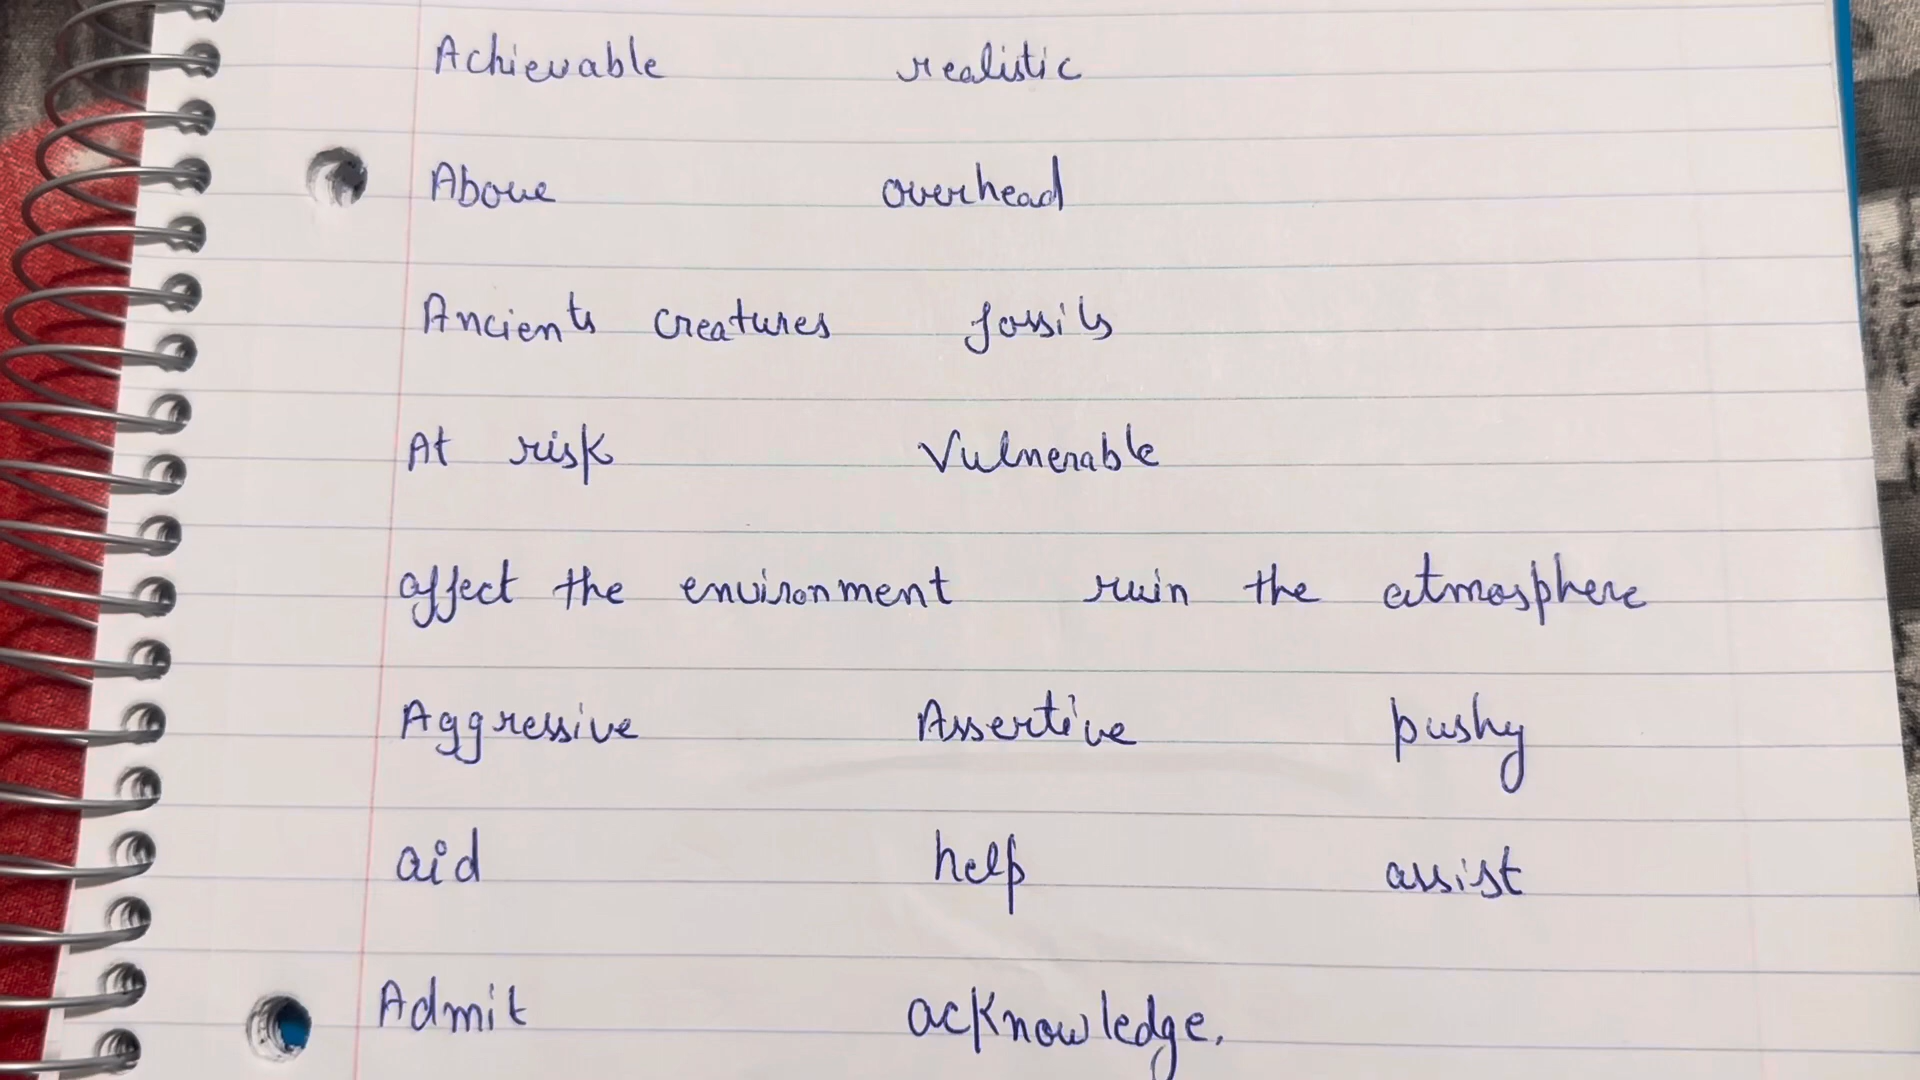 Achievable realistic
Above overhead
Ancients creatures fossils
At risk Vulnerable
affect the environment ruin the atmosphere
Aggressive Assertive pushy
aid help assist
Admit acknowledge.